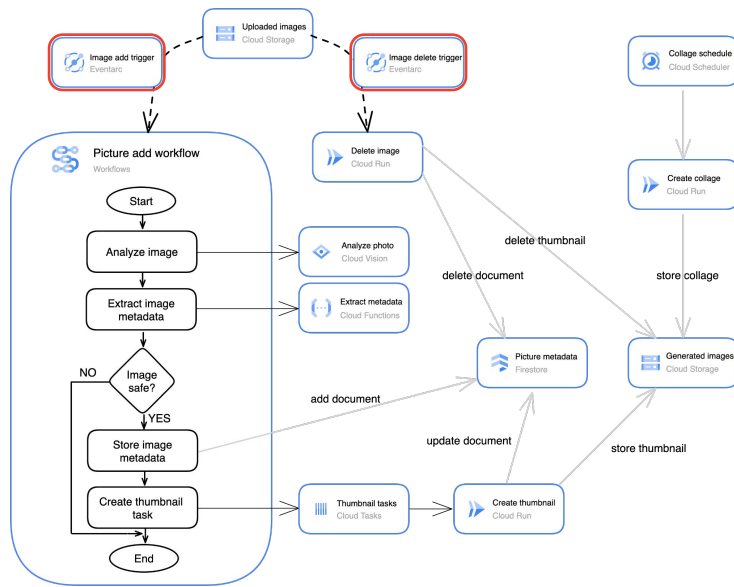 Uploaded images
Cloud Storage
Image add trigger
Eventarc
Image delete trigger
Eventarc
Collage schedule
Cloud Scheduler
Picture add workflow
Workflows
Delete image
Cloud Run
Create collage
Cloud Run
Start
Analyze image
Analyze photo
Cloud Vision
delete thumbnail
delete document
store collage
Extract image
metadata
Extract metadata
Cloud Functions
Image
safe?
NO
YES
Picture metadata
Firestore
Generated images
Cloud Storage
add document
Store image
metadata
update document
store thumbnail
Create thumbnail
task
Thumbnail tasks
Cloud Tasks
Create thumbnail
Cloud Run
End